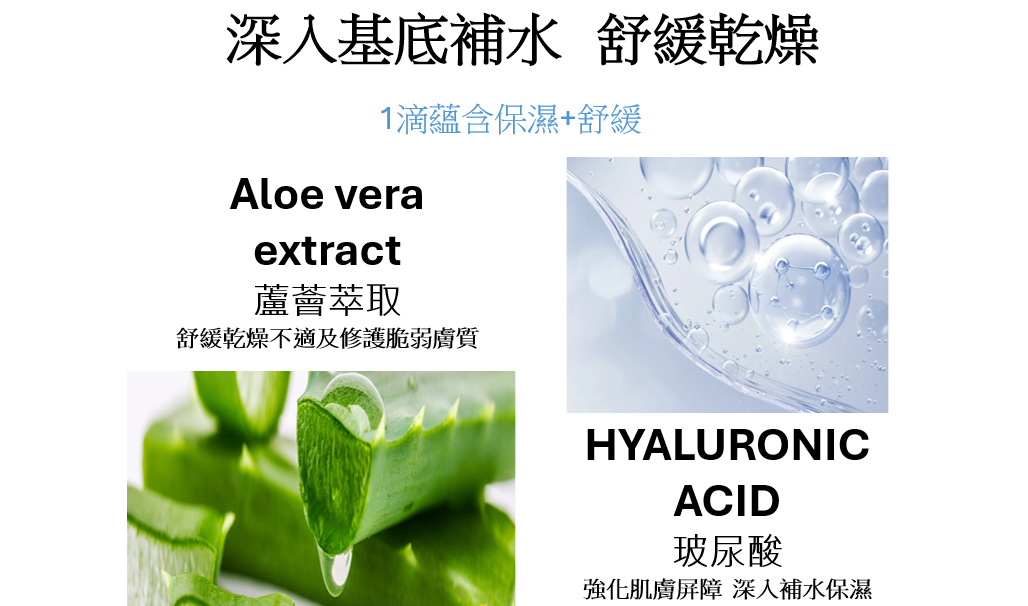 深入基底補水 舒緩乾燥
1滴蘊含保濕+舒緩
Aloe vera
extract
蘆薈萃取
舒緩乾燥不適及修護脆弱膚質
HYALURONIC
ACID
玻尿酸
強化肌膚屏障 深入補水保濕